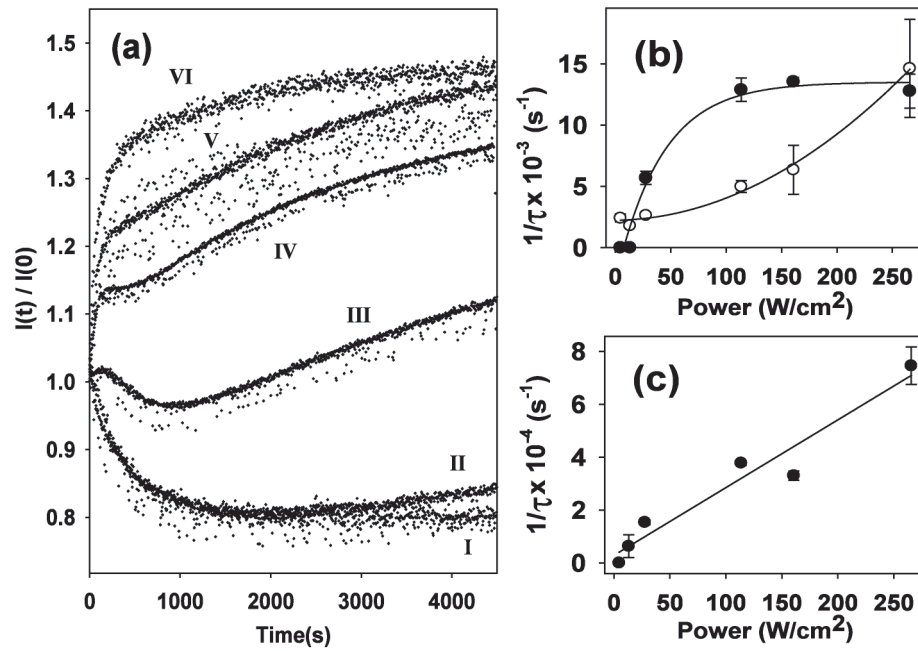 (a)
1.5
1.4
1.3
1.2
1.1
1.0
0.9
0.8
I(t) / I(0)
VI
V
IV
III
II
I
0 1000 2000 3000 4000
Time(s)
(b)
15
10
5
0
1/τ x 10⁻³ (s⁻¹)
0 50 100 150 200 250
Power (W/cm²)
(c)
8
6
4
2
0
1/τ x 10⁻⁴ (s⁻¹)
0 50 100 150 200 250
Power (W/cm²)